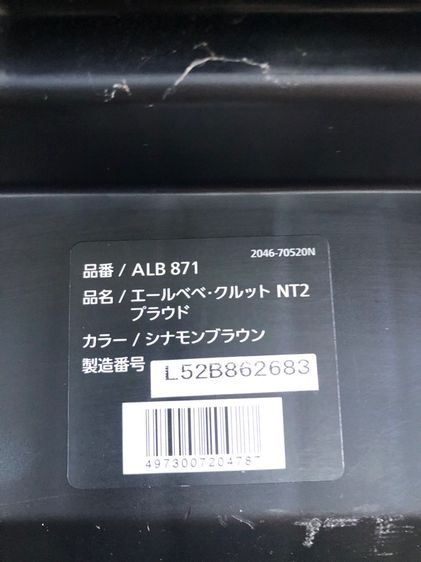 2046-70520N
品番 / ALB 871
品名 / エールベベ・クルット NT2
プラウド
カラー / シナモンブラウン
製造番号 L52B862683
4973007204787